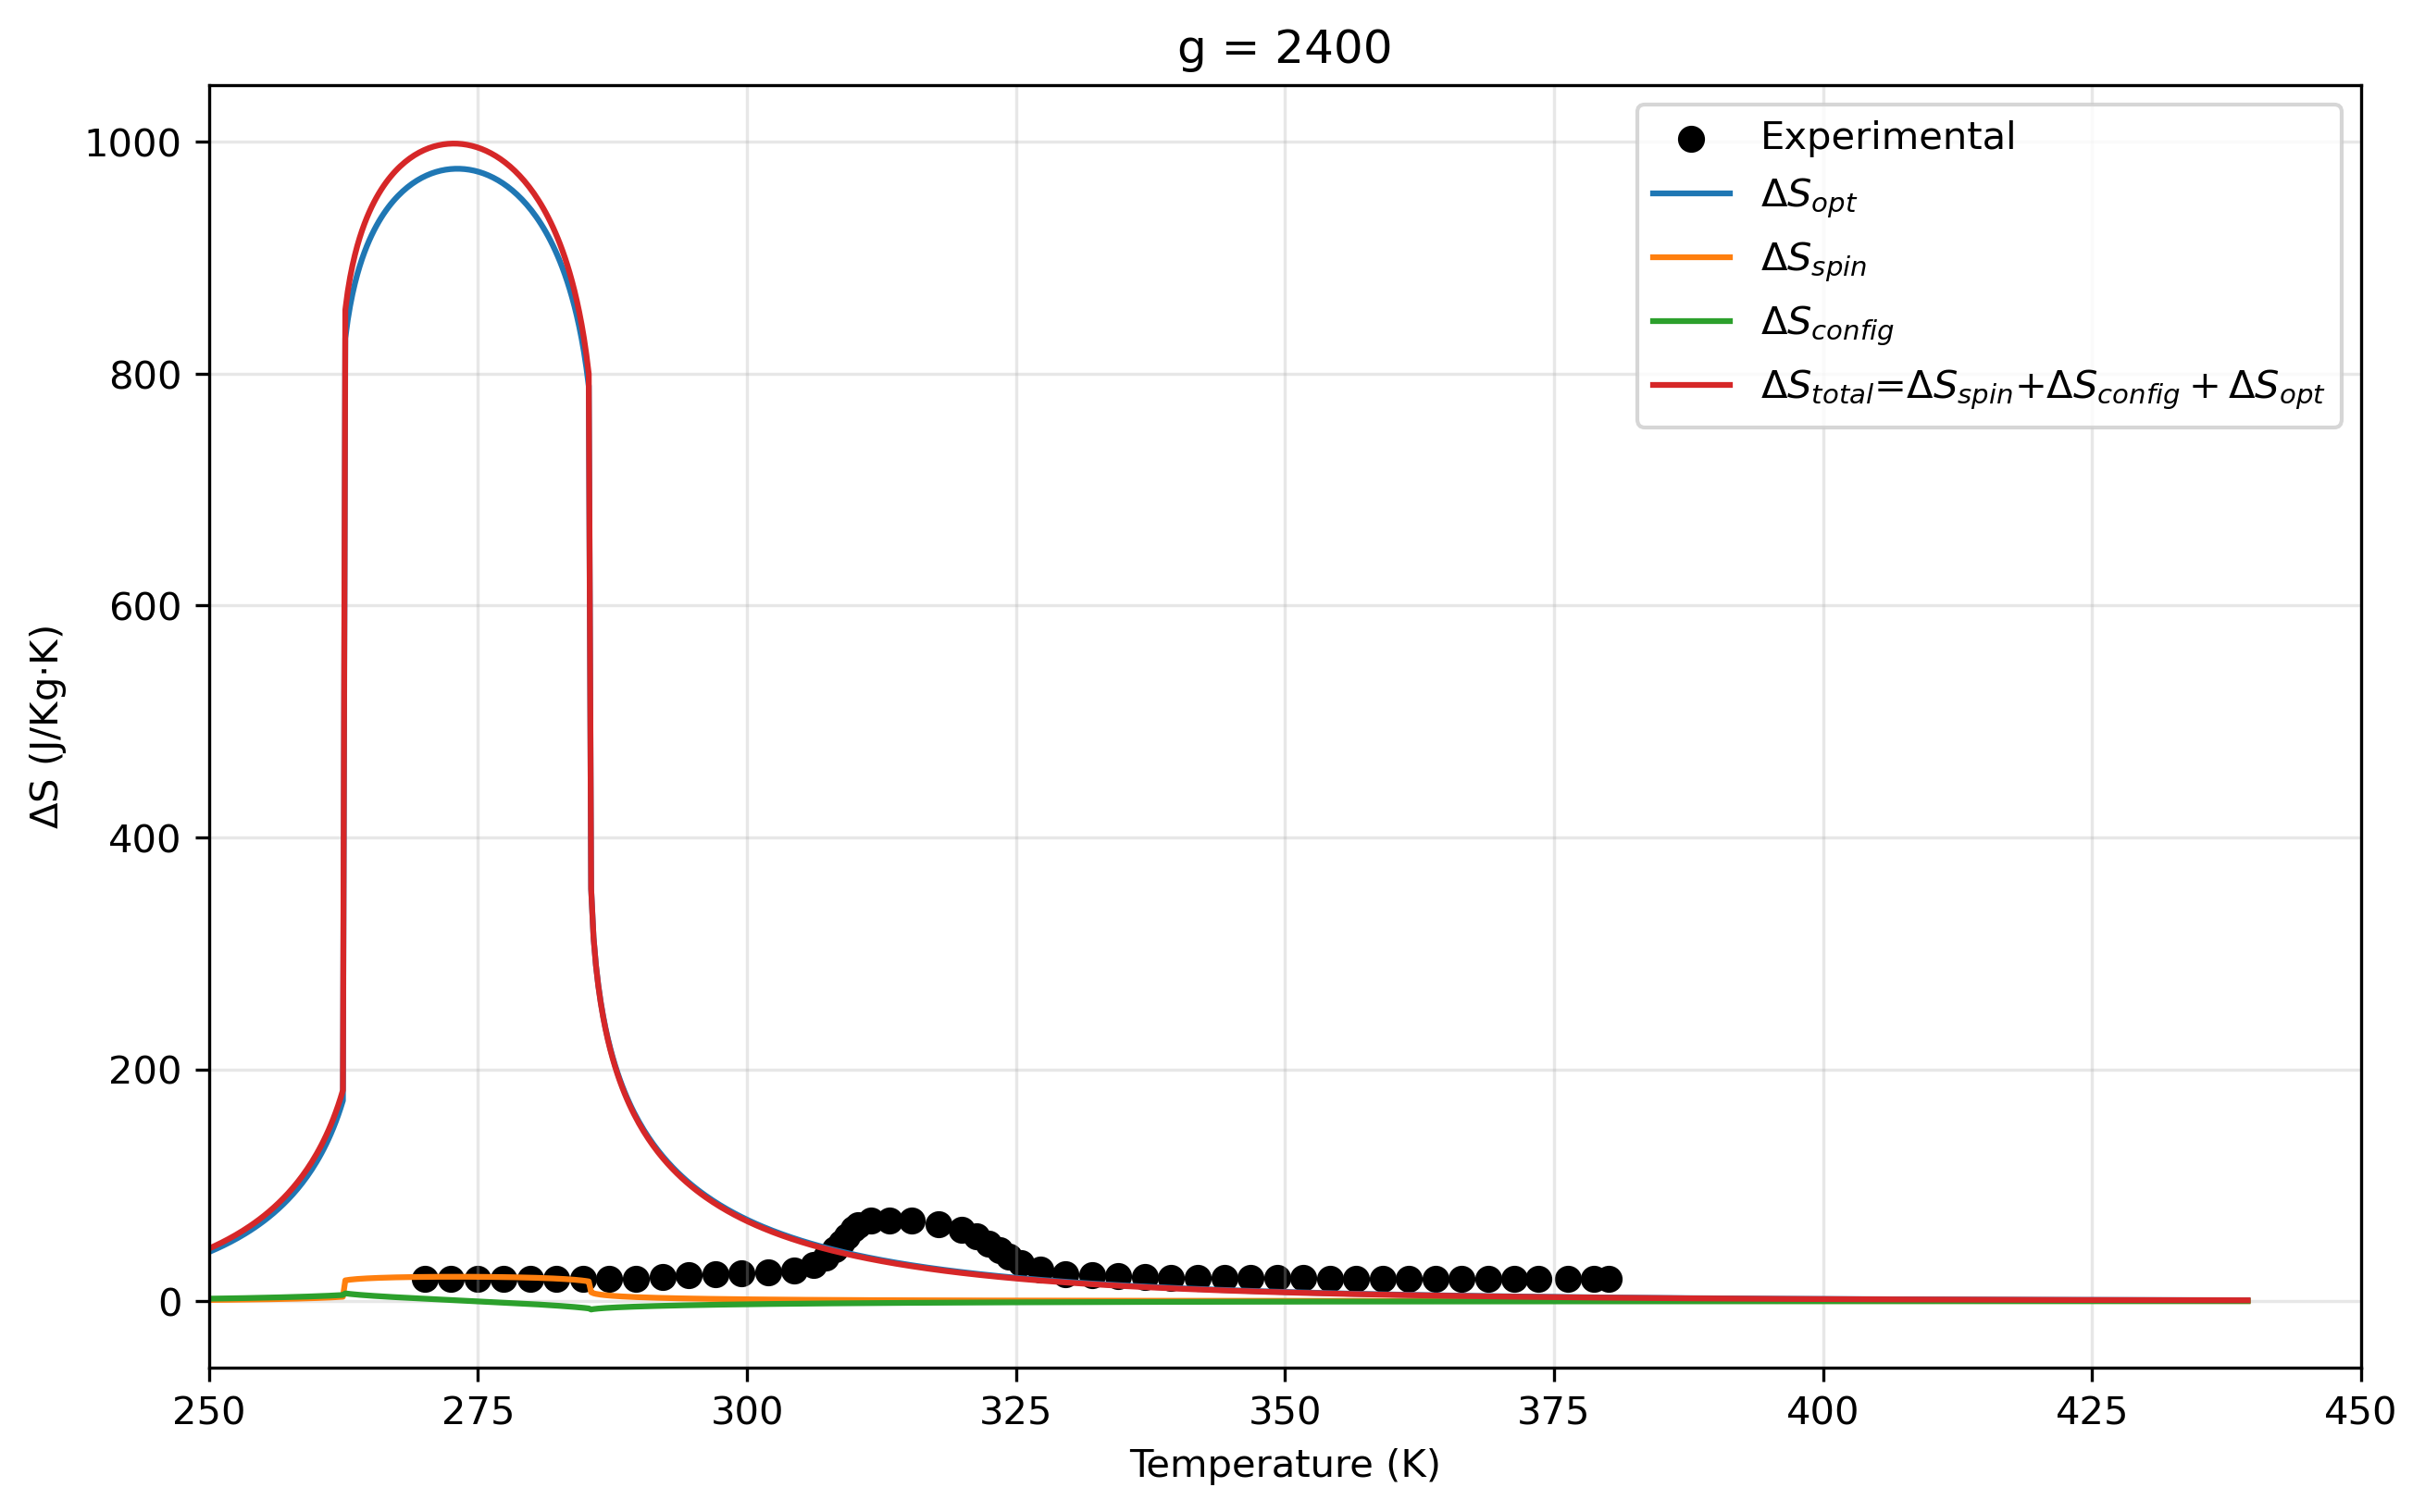 g = 2400
1000
800
600
400
200
0
ΔS (J/Kg·K)
Experimental
ΔS_opt
ΔS_spin
ΔS_config
ΔS_total=ΔS_spin+ΔS_config + ΔS_opt
250 275 300 325 350 375 400 425 450
Temperature (K)